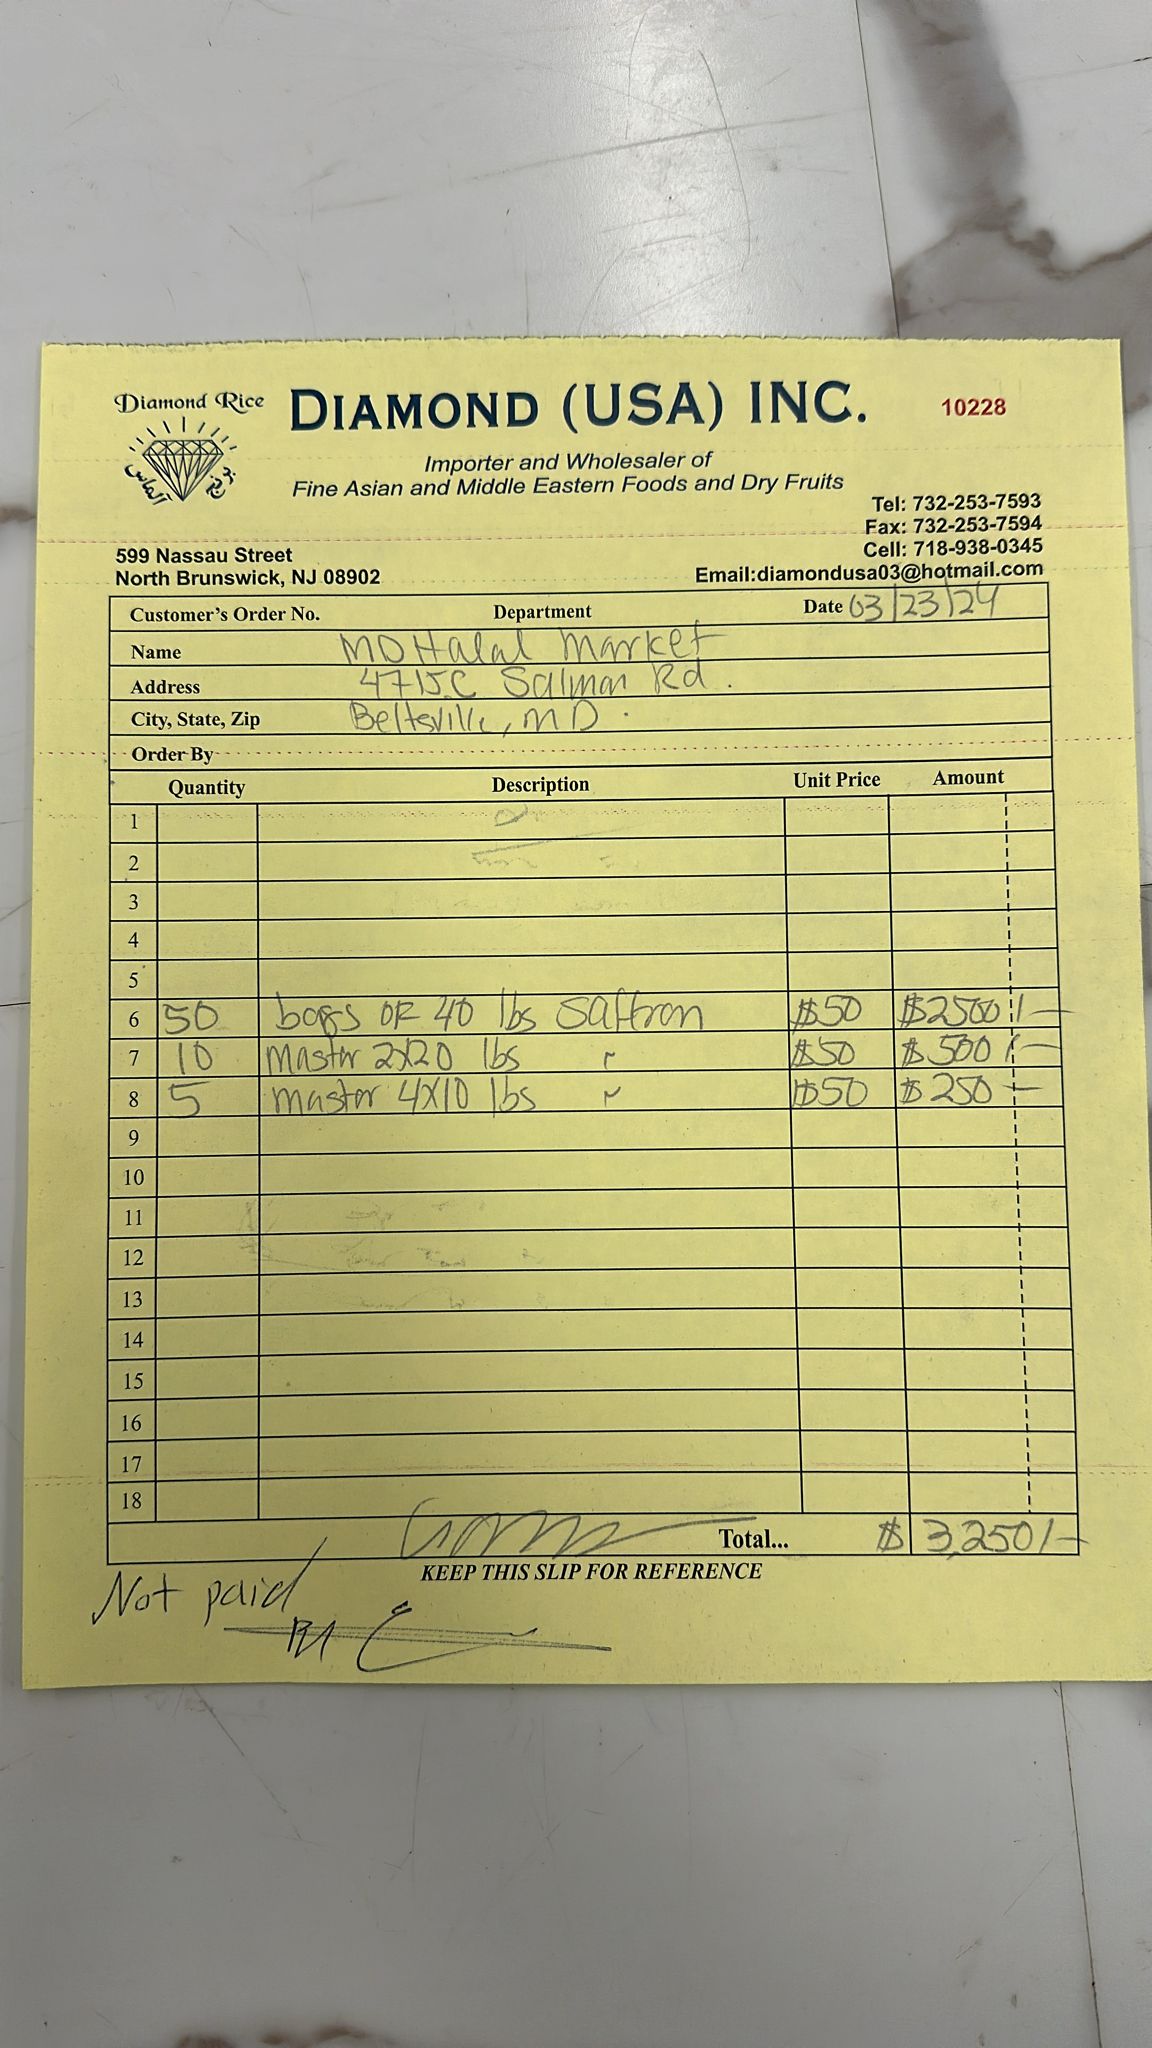 Diamond Rice
DIAMOND (USA) INC.
10228
Importer and Wholesaler of
Fine Asian and Middle Eastern Foods and Dry Fruits
Tel: 732-253-7593
Fax: 732-253-7594
Cell: 718-938-0345
599 Nassau Street
North Brunswick, NJ 08902
Email:diamondusa03@hotmail.com
Customer's Order No. Department Date 03/23/24
Name MD Halal Market
Address 4715.C Salman Rd.
City, State, Zip Beltsville, MD.
Order By
Quantity Description Unit Price Amount
1
2
3
4
5
6 50 bags OF 40 lbs Saffron $50 $2500/-
7 10 Master 2x20 lbs " $50 $500/-
8 5 master 4x10 lbs " $50 $250-
9
10
11
12
13
14
15
16
17
18
Total... $ 3,250/-
KEEP THIS SLIP FOR REFERENCE
Not paid